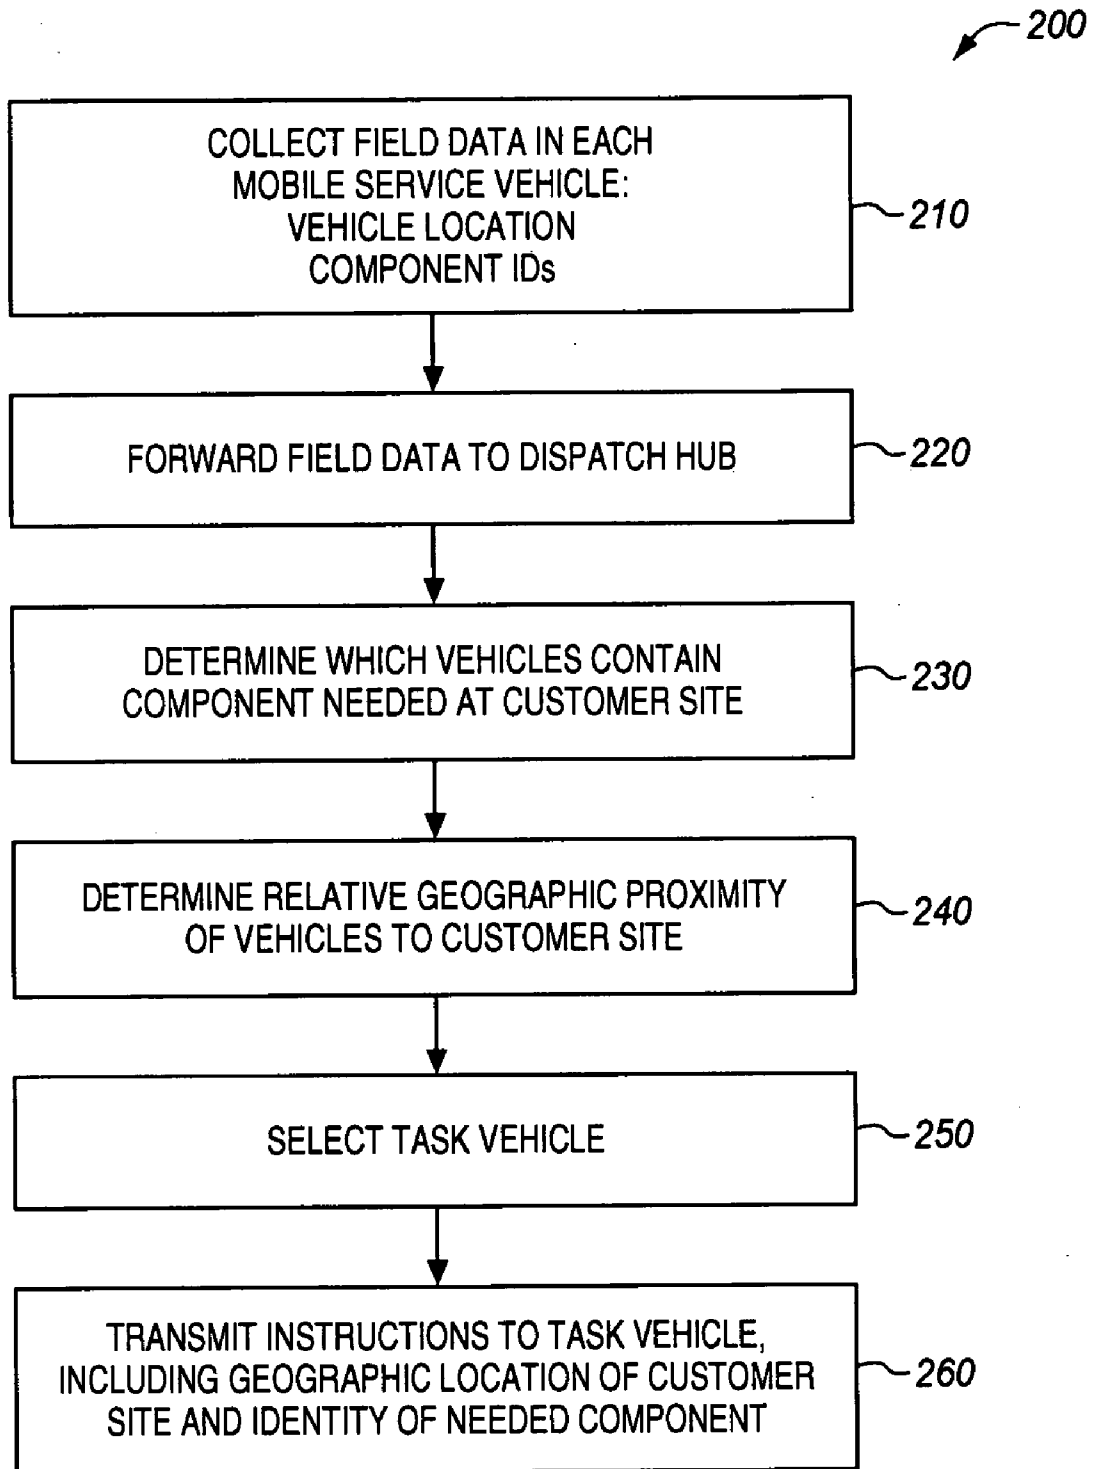 200
COLLECT FIELD DATA IN EACH
MOBILE SERVICE VEHICLE:
VEHICLE LOCATION
COMPONENT IDs
210
FORWARD FIELD DATA TO DISPATCH HUB
220
DETERMINE WHICH VEHICLES CONTAIN
COMPONENT NEEDED AT CUSTOMER SITE
230
DETERMINE RELATIVE GEOGRAPHIC PROXIMITY
OF VEHICLES TO CUSTOMER SITE
240
SELECT TASK VEHICLE
250
TRANSMIT INSTRUCTIONS TO TASK VEHICLE,
INCLUDING GEOGRAPHIC LOCATION OF CUSTOMER
SITE AND IDENTITY OF NEEDED COMPONENT
260